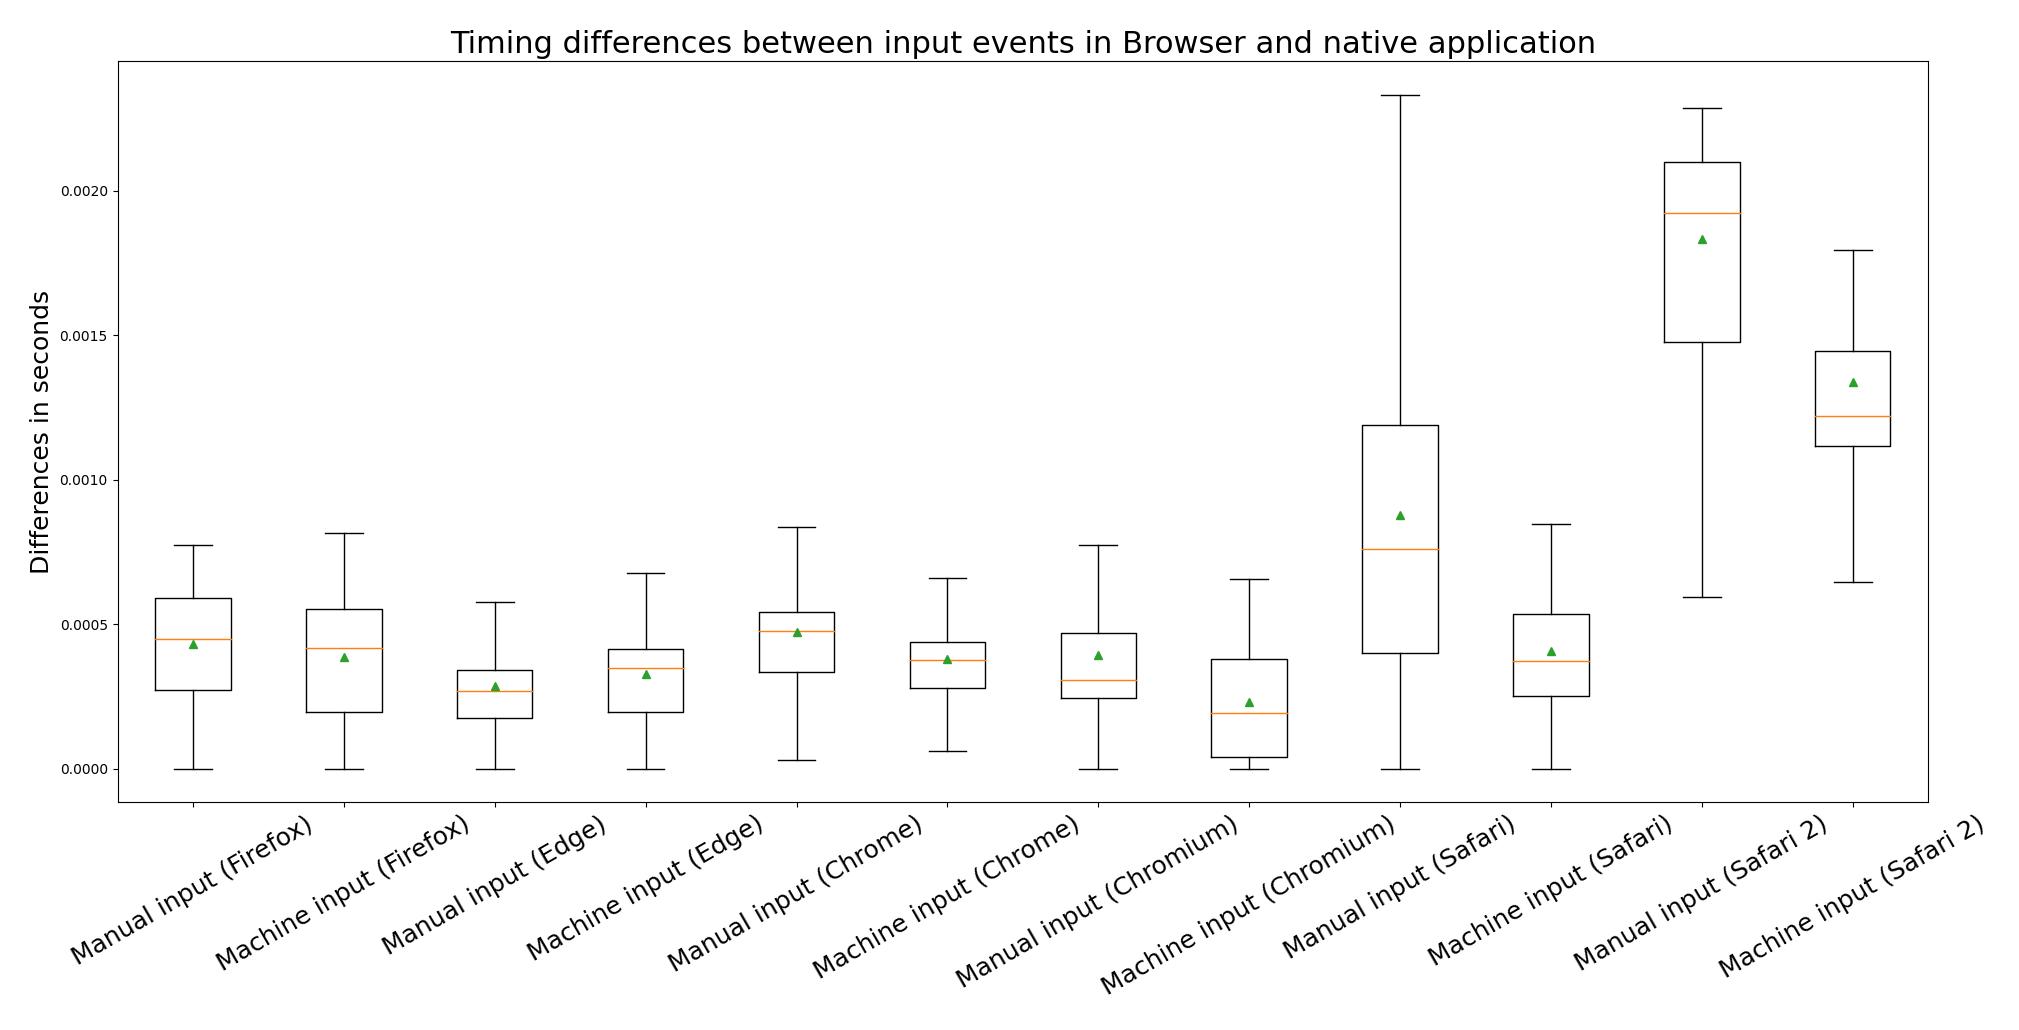 Timing differences between input events in Browser and native application
Differences in seconds
0.0020
0.0015
0.0010
0.0005
0.0000
Manual input (Firefox)
Machine input (Firefox)
Manual input (Edge)
Machine input (Edge)
Manual input (Chrome)
Machine input (Chrome)
Manual input (Chromium)
Machine input (Chromium)
Manual input (Safari)
Machine input (Safari)
Manual input (Safari 2)
Machine input (Safari 2)